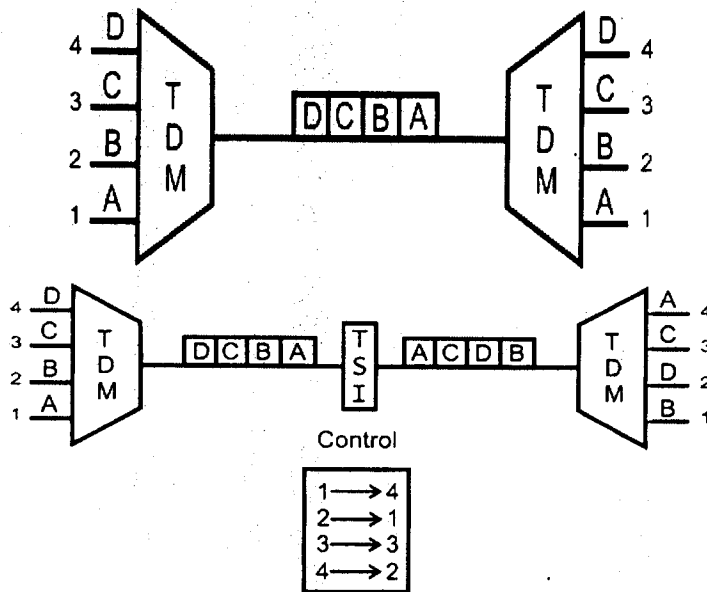 4 D
3 C
2 B
1 A
T
D
M
D C B A
T
D
M
D 4
C 3
B 2
A 1
4 D
3 C
2 B
1 A
T
D
M
D C B A
T
S
I
A C D B
T
D
M
A 4
C 3
D 2
B 1
Control
1→4
2→1
3→3
4→2